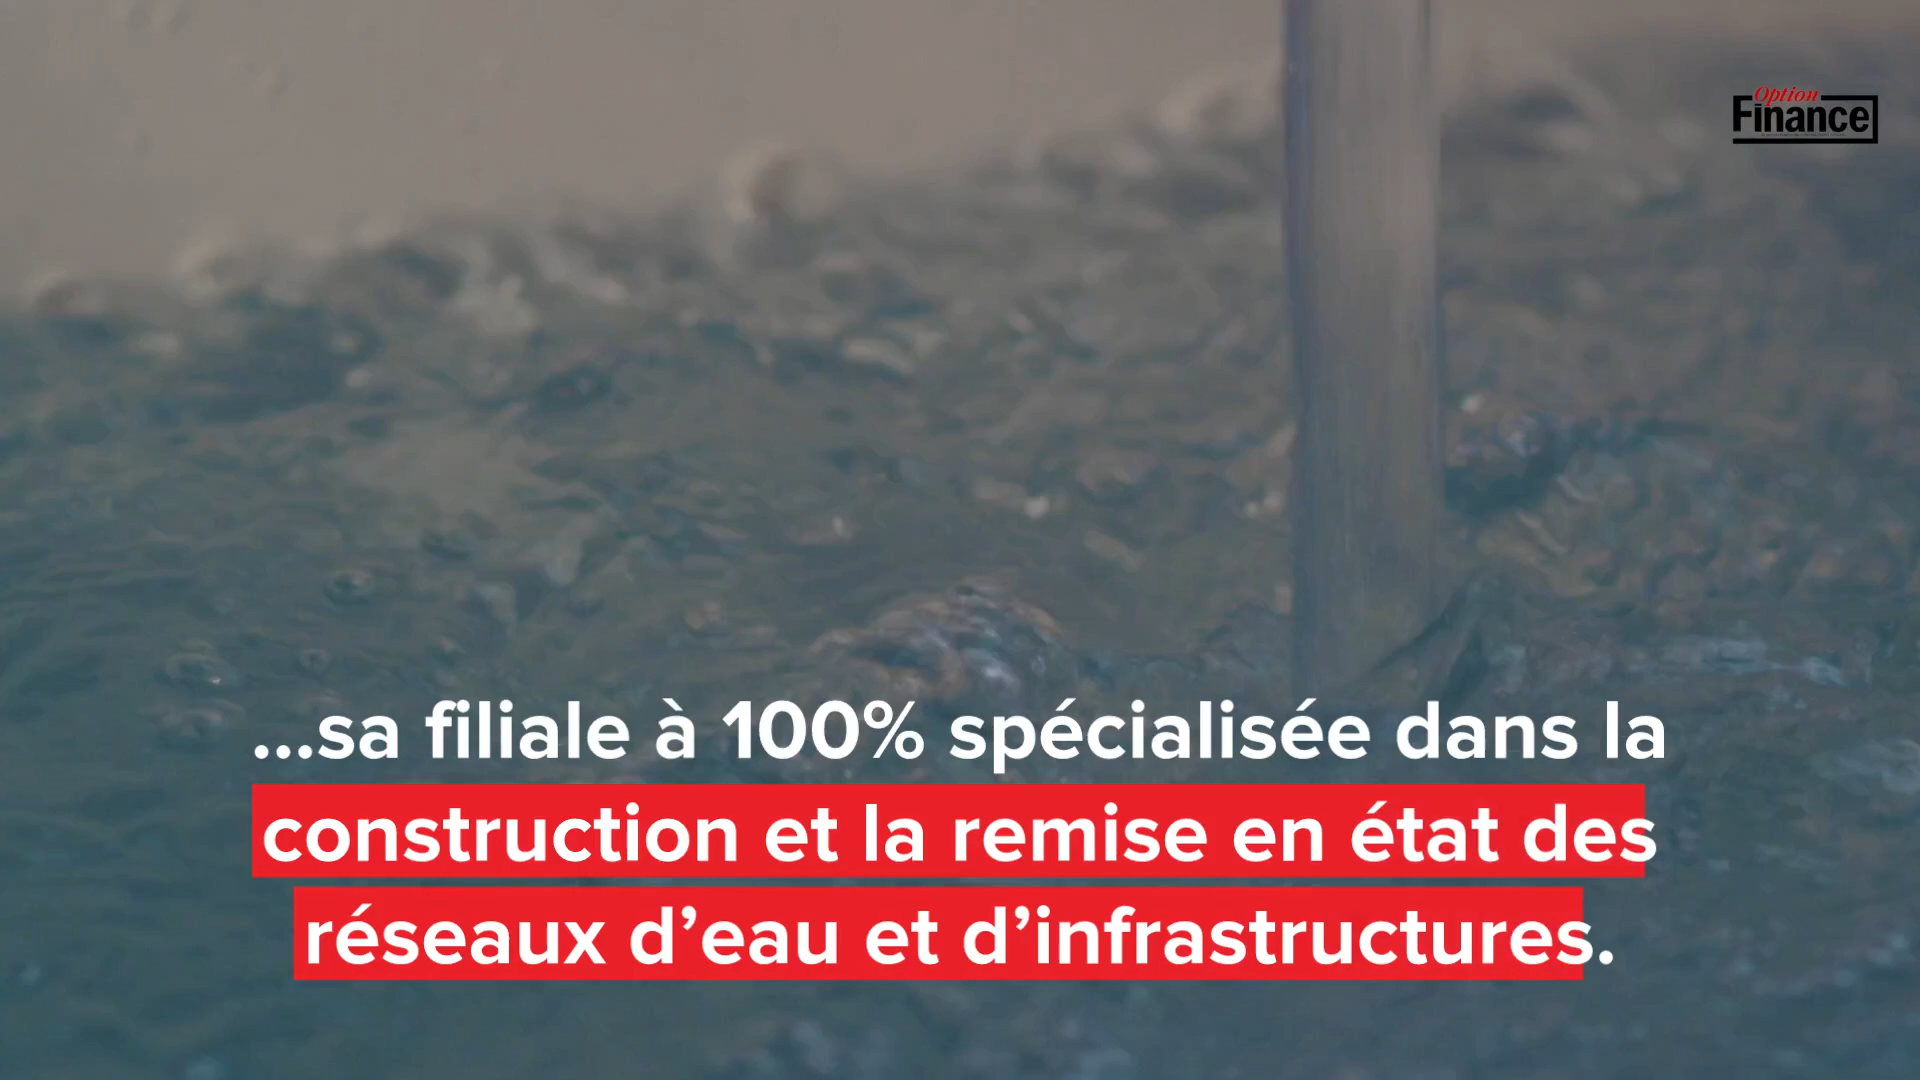 Option
Finance
...sa filiale à 100% spécialisée dans la
construction et la remise en état des
réseaux d’eau et d’infrastructures.